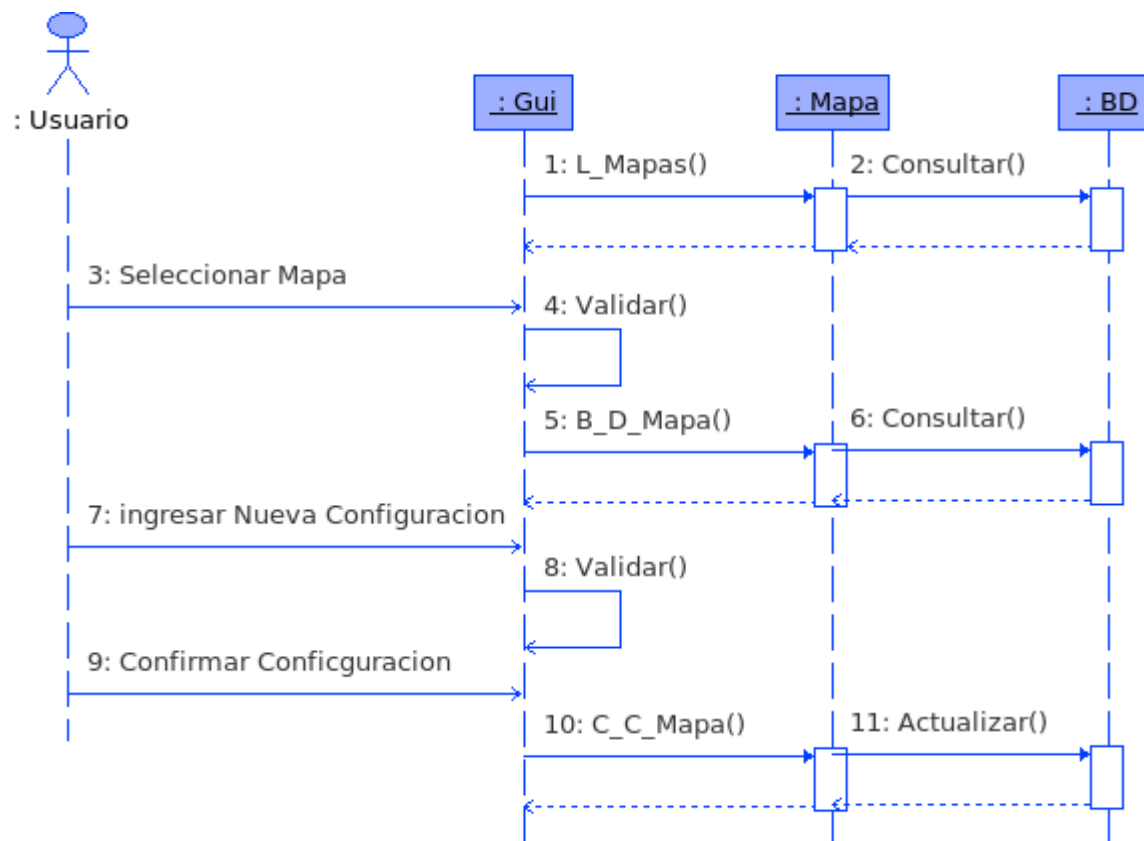 : Usuario
: Gui
: Mapa
: BD
1: L_Mapas()
2: Consultar()
3: Seleccionar Mapa
4: Validar()
5: B_D_Mapa()
6: Consultar()
7: ingresar Nueva Configuracion
8: Validar()
9: Confirmar Conficguracion
10: C_C_Mapa()
11: Actualizar()